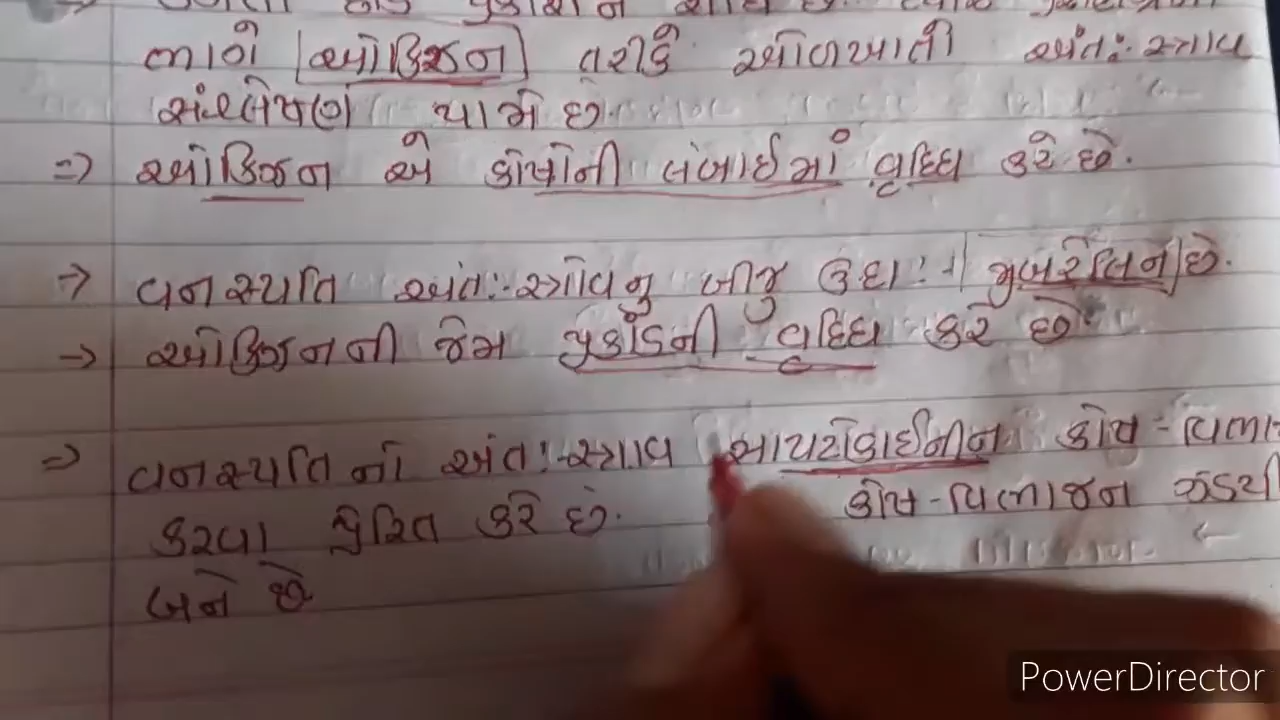 ભાગે ઓક્જિન તરીકે ઓળખાતી અંતઃસ્ત્રાવ
સંશ્લેષણ પામે છે.
=> ઓક્જિન એ કોષોની લંબાઈમાં વૃદ્ધિ કરે છે.
-> વનસ્પતિ અંતઃસ્ત્રાવનુ બીજુ ઉદા:- જીબરેલિન છે.
-> ઓક્જિનની જેમ પ્રકાંડની વૃદ્ધિ કરે છે
=> વનસ્પતિનો અંતઃસ્ત્રાવ સાયટોકાઈનીન કોષ-વિભા
કરવા પ્રેરિત કરે છે. કોષ-વિભાજન ઝડપી
બને છે
PowerDirector